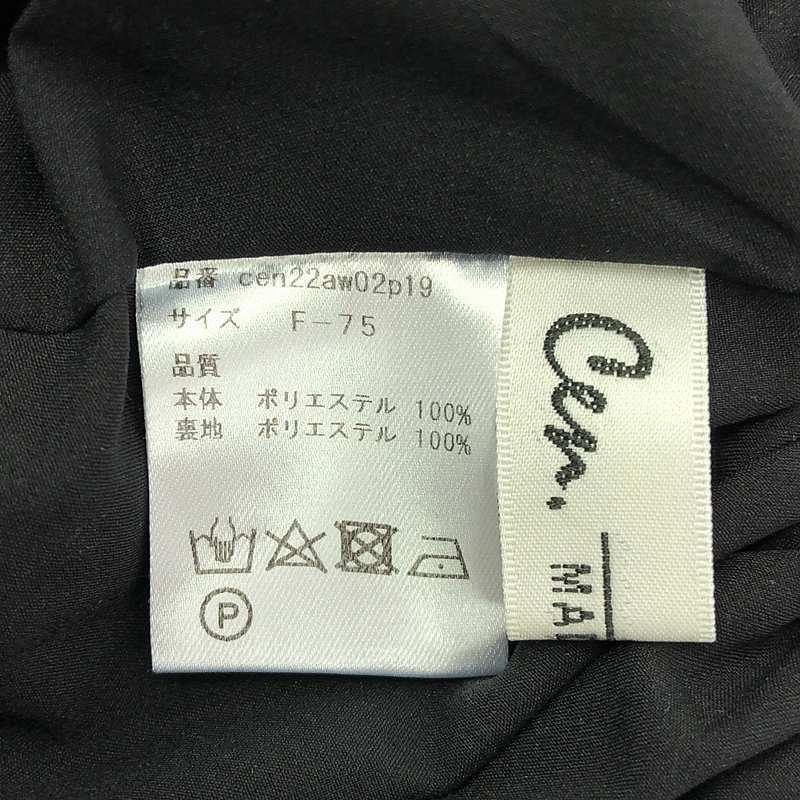 品番 cen22aw02p19
サイズ F-75
品質
本体 ポリエステル 100%
裏地 ポリエステル 100%
P
Cen.